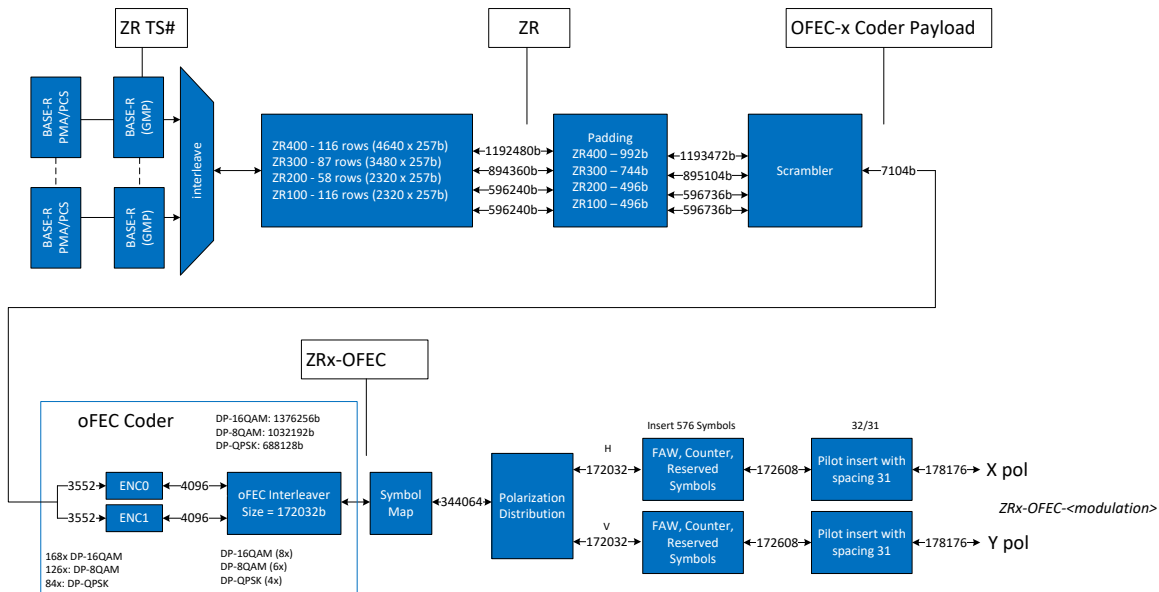 ZR TS#
ZR
OFEC-x Coder Payload
BASE-R
PMA/PCS
BASE-R
(GMP)
BASE-R
PMA/PCS
BASE-R
(GMP)
interleave
ZR400 - 116 rows (4640 x 257b)
ZR300 - 87 rows (3480 x 257b)
ZR200 - 58 rows (2320 x 257b)
ZR100 - 116 rows (2320 x 257b)
1192480b
894360b
596240b
596240b
Padding
ZR400 – 992b
ZR300 – 744b
ZR200 – 496b
ZR100 – 496b
1193472b
895104b
596736b
596736b
Scrambler
7104b
ZRx-OFEC
oFEC Coder
DP-16QAM: 1376256b
DP-8QAM: 1032192b
DP-QPSK: 688128b
3552
ENC0
4096
3552
ENC1
4096
oFEC Interleaver
Size = 172032b
168x DP-16QAM
126x: DP-8QAM
84x: DP-QPSK
DP-16QAM (8x)
DP-8QAM (6x)
DP-QPSK (4x)
Symbol
Map
344064
Polarization
Distribution
H
172032
V
172032
Insert 576 Symbols
FAW, Counter,
Reserved
Symbols
172608
FAW, Counter,
Reserved
Symbols
172608
32/31
Pilot insert with
spacing 31
178176
X pol
Pilot insert with
spacing 31
178176
Y pol
ZRx-OFEC-<modulation>